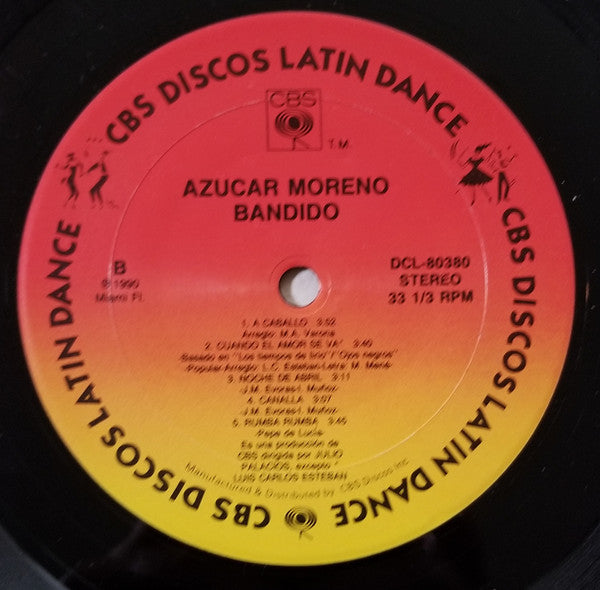 CBS DISCOS LATIN DANCE
CBS DISCOS LATIN DANCE
CBS DISCOS LATIN DANCE
CBS
T.M.
AZUCAR MORENO
BANDIDO
B
℗ 1990
Miami Fl.
DCL-80380
STEREO
33 1/3 RPM
1. A CABALLO 3:52
Arreglo: M.A. Varona
2. CUANDO EL AMOR SE VA* 3:40
-Basado en "Los tiempos de Irno" Y "Ojos negros"
-Popular-Arreglo: L.C. Esteban-Letra: M. Mené-
3. NOCHE DE ABRIL 3:11
-J.M. Evoras-I. Muñoz-
4. CANALLA 3:07
-J.M. Evoras-I. Muñoz-
5. RUMBA RUMBA 3:45
-Pepe de Lucía-
Es una producción de
CBS dirigida por JULIO
PALACIOS, excepto *
LUIS CARLOS ESTEBAN
Manufactured & Distributed by CBS Discos Inc